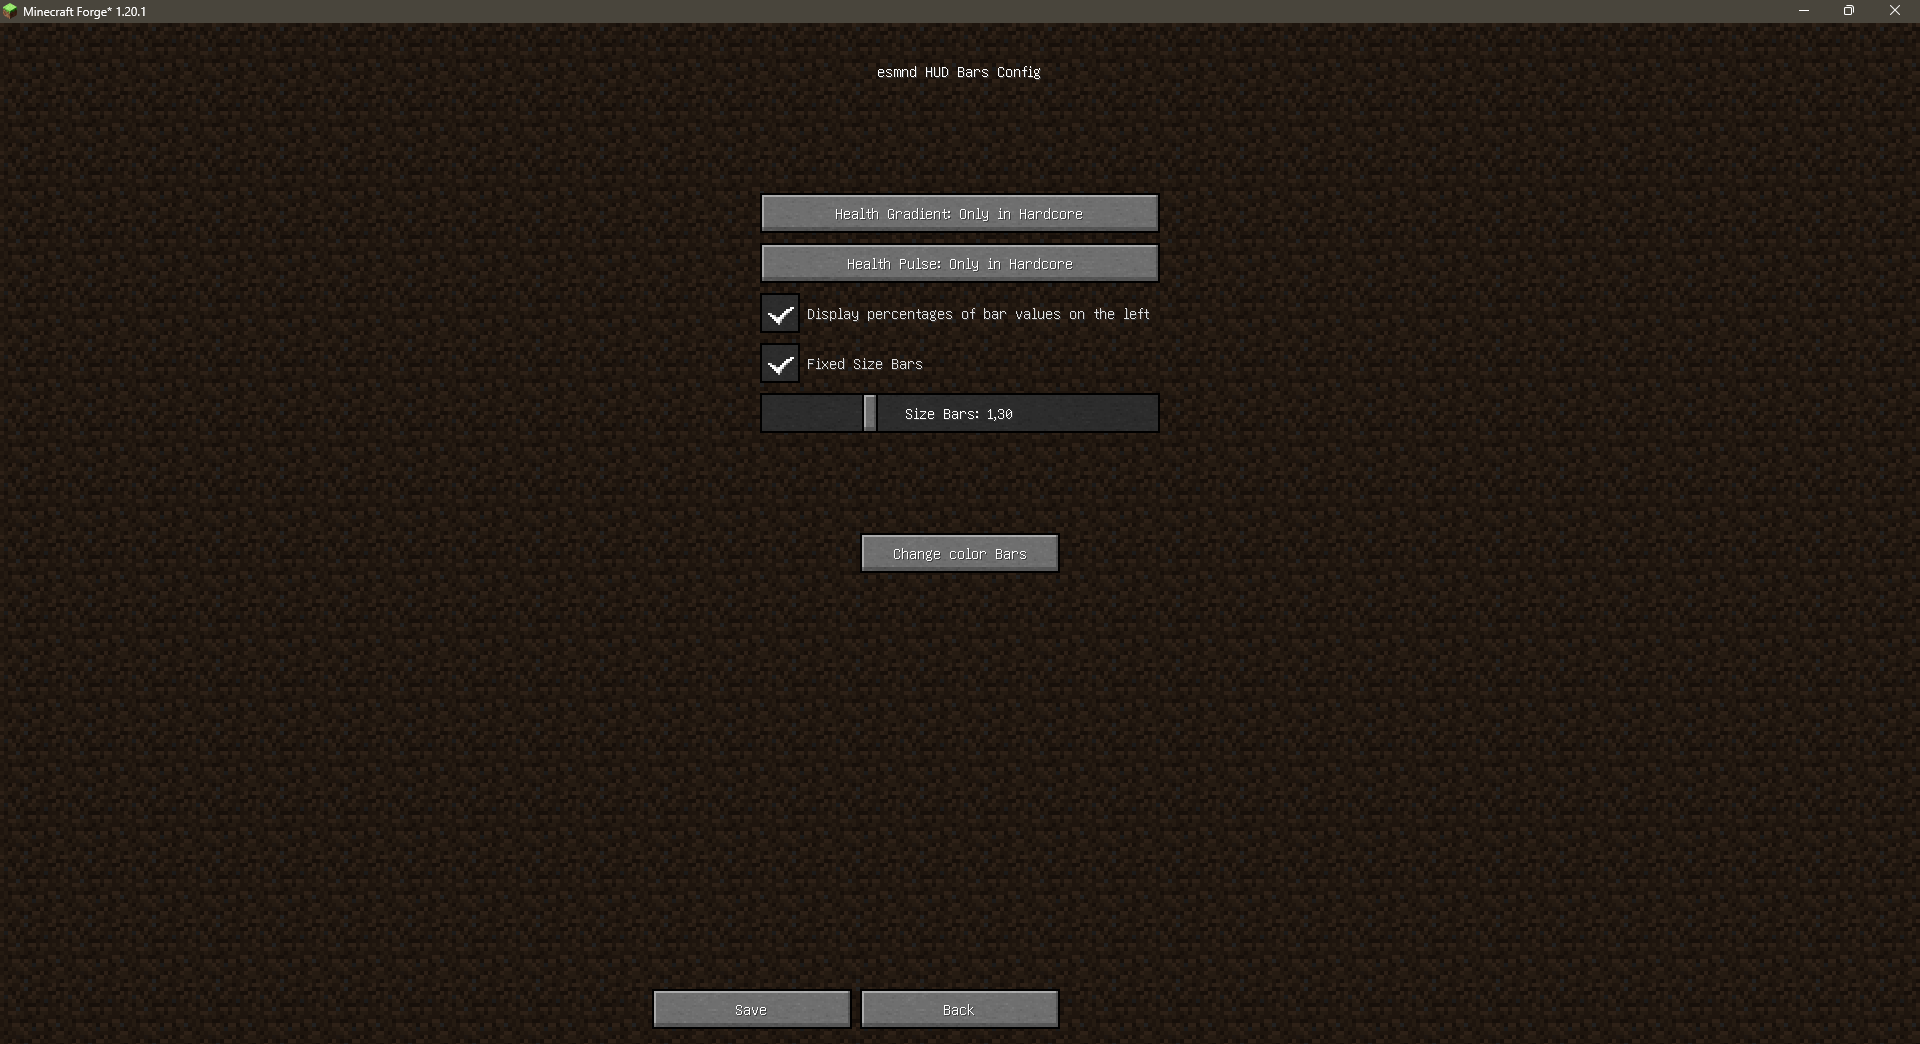 Minecraft Forge* 1.20.1
esmnd HUD Bars Config
Health Gradient: Only in Hardcore
Health Pulse: Only in Hardcore
Display percentages of bar values on the left
Fixed Size Bars
Size Bars: 1,30
Change color Bars
Save
Back